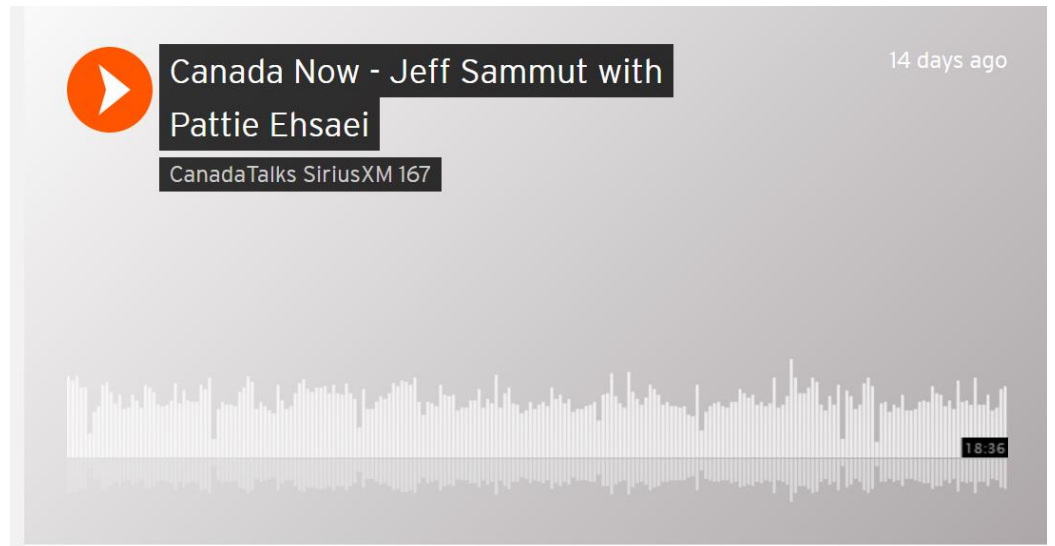 Canada Now - Jeff Sammut with
Pattie Ehsaei
CanadaTalks SiriusXM 167
14 days ago
18:36